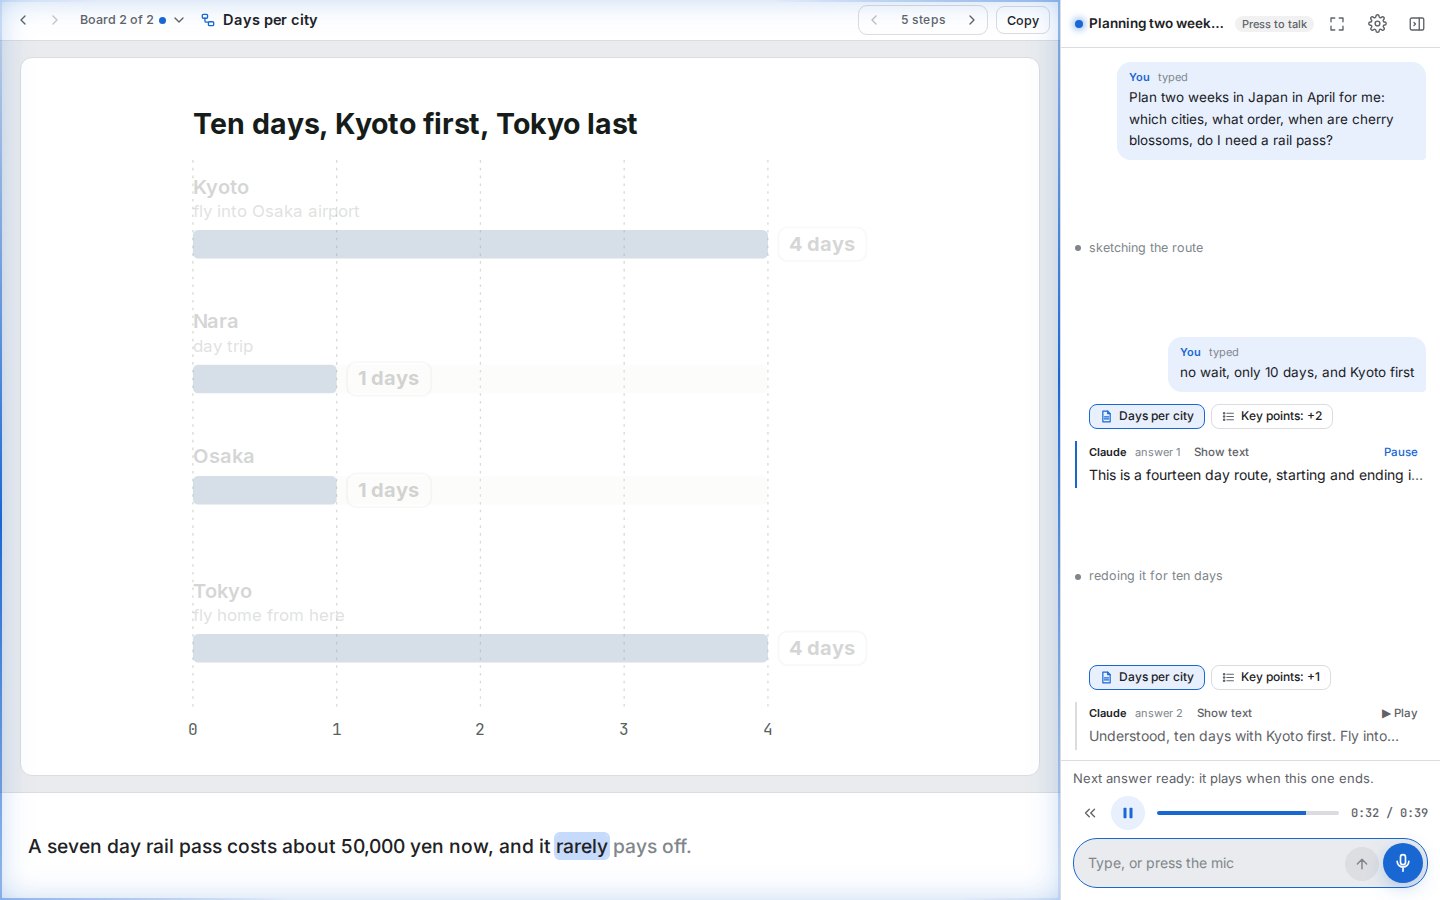 Board 2 of 2
Days per city
5 steps
Copy
Ten days, Kyoto first, Tokyo last
Kyoto
fly into Osaka airport
4 days
Nara
day trip
1 days
Osaka
1 days
Tokyo
fly home from here
4 days
0 1 2 3 4
A seven day rail pass costs about 50,000 yen now, and it rarely pays off.
Planning two week...
Press to talk
You typed
Plan two weeks in Japan in April for me:
which cities, what order, when are cherry
blossoms, do I need a rail pass?
sketching the route
You typed
no wait, only 10 days, and Kyoto first
Days per city
Key points: +2
Claude answer 1 Show text Pause
This is a fourteen day route, starting and ending i...
redoing it for ten days
Days per city
Key points: +1
Claude answer 2 Show text ▶ Play
Understood, ten days with Kyoto first. Fly into...
Next answer ready: it plays when this one ends.
0:32 / 0:39
Type, or press the mic